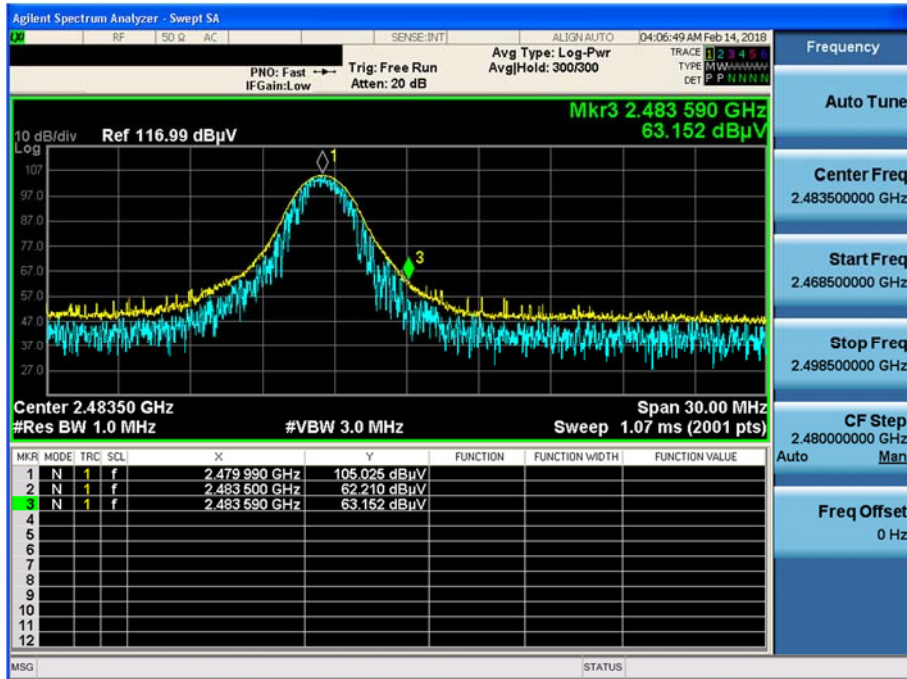 Agilent Spectrum Analyzer - Swept SA
RF 50 Ω AC SENSE:INT ALIGN AUTO 04:06:49 AM Feb 14, 2018
PNO: Fast Trig: Free Run Avg Type: Log-Pwr TRACE 1 2 3 4 5 6
IFGain:Low Atten: 20 dB Avg|Hold: 300/300 TYPE M W
DET P P N N N N
Frequency
Auto Tune
Center Freq
2.483500000 GHz
Start Freq
2.468500000 GHz
Stop Freq
2.498500000 GHz
CF Step
2.480000000 GHz
Auto Man
Freq Offset
0 Hz
Mkr3 2.483 590 GHz
63.152 dBµV
10 dB/div Ref 116.99 dBµV
Log
107
97.0
87.0
77.0
67.0
57.0
47.0
37.0
27.0
1
3
Center 2.48350 GHz Span 30.00 MHz
#Res BW 1.0 MHz #VBW 3.0 MHz Sweep 1.07 ms (2001 pts)
MKR MODE TRC SCL X Y FUNCTION FUNCTION WIDTH FUNCTION VALUE
1 N 1 f 2.479 990 GHz 105.025 dBµV
2 N 1 f 2.483 500 GHz 62.210 dBµV
3 N 1 f 2.483 590 GHz 63.152 dBµV
4
5
6
7
8
9
10
11
12
MSG STATUS